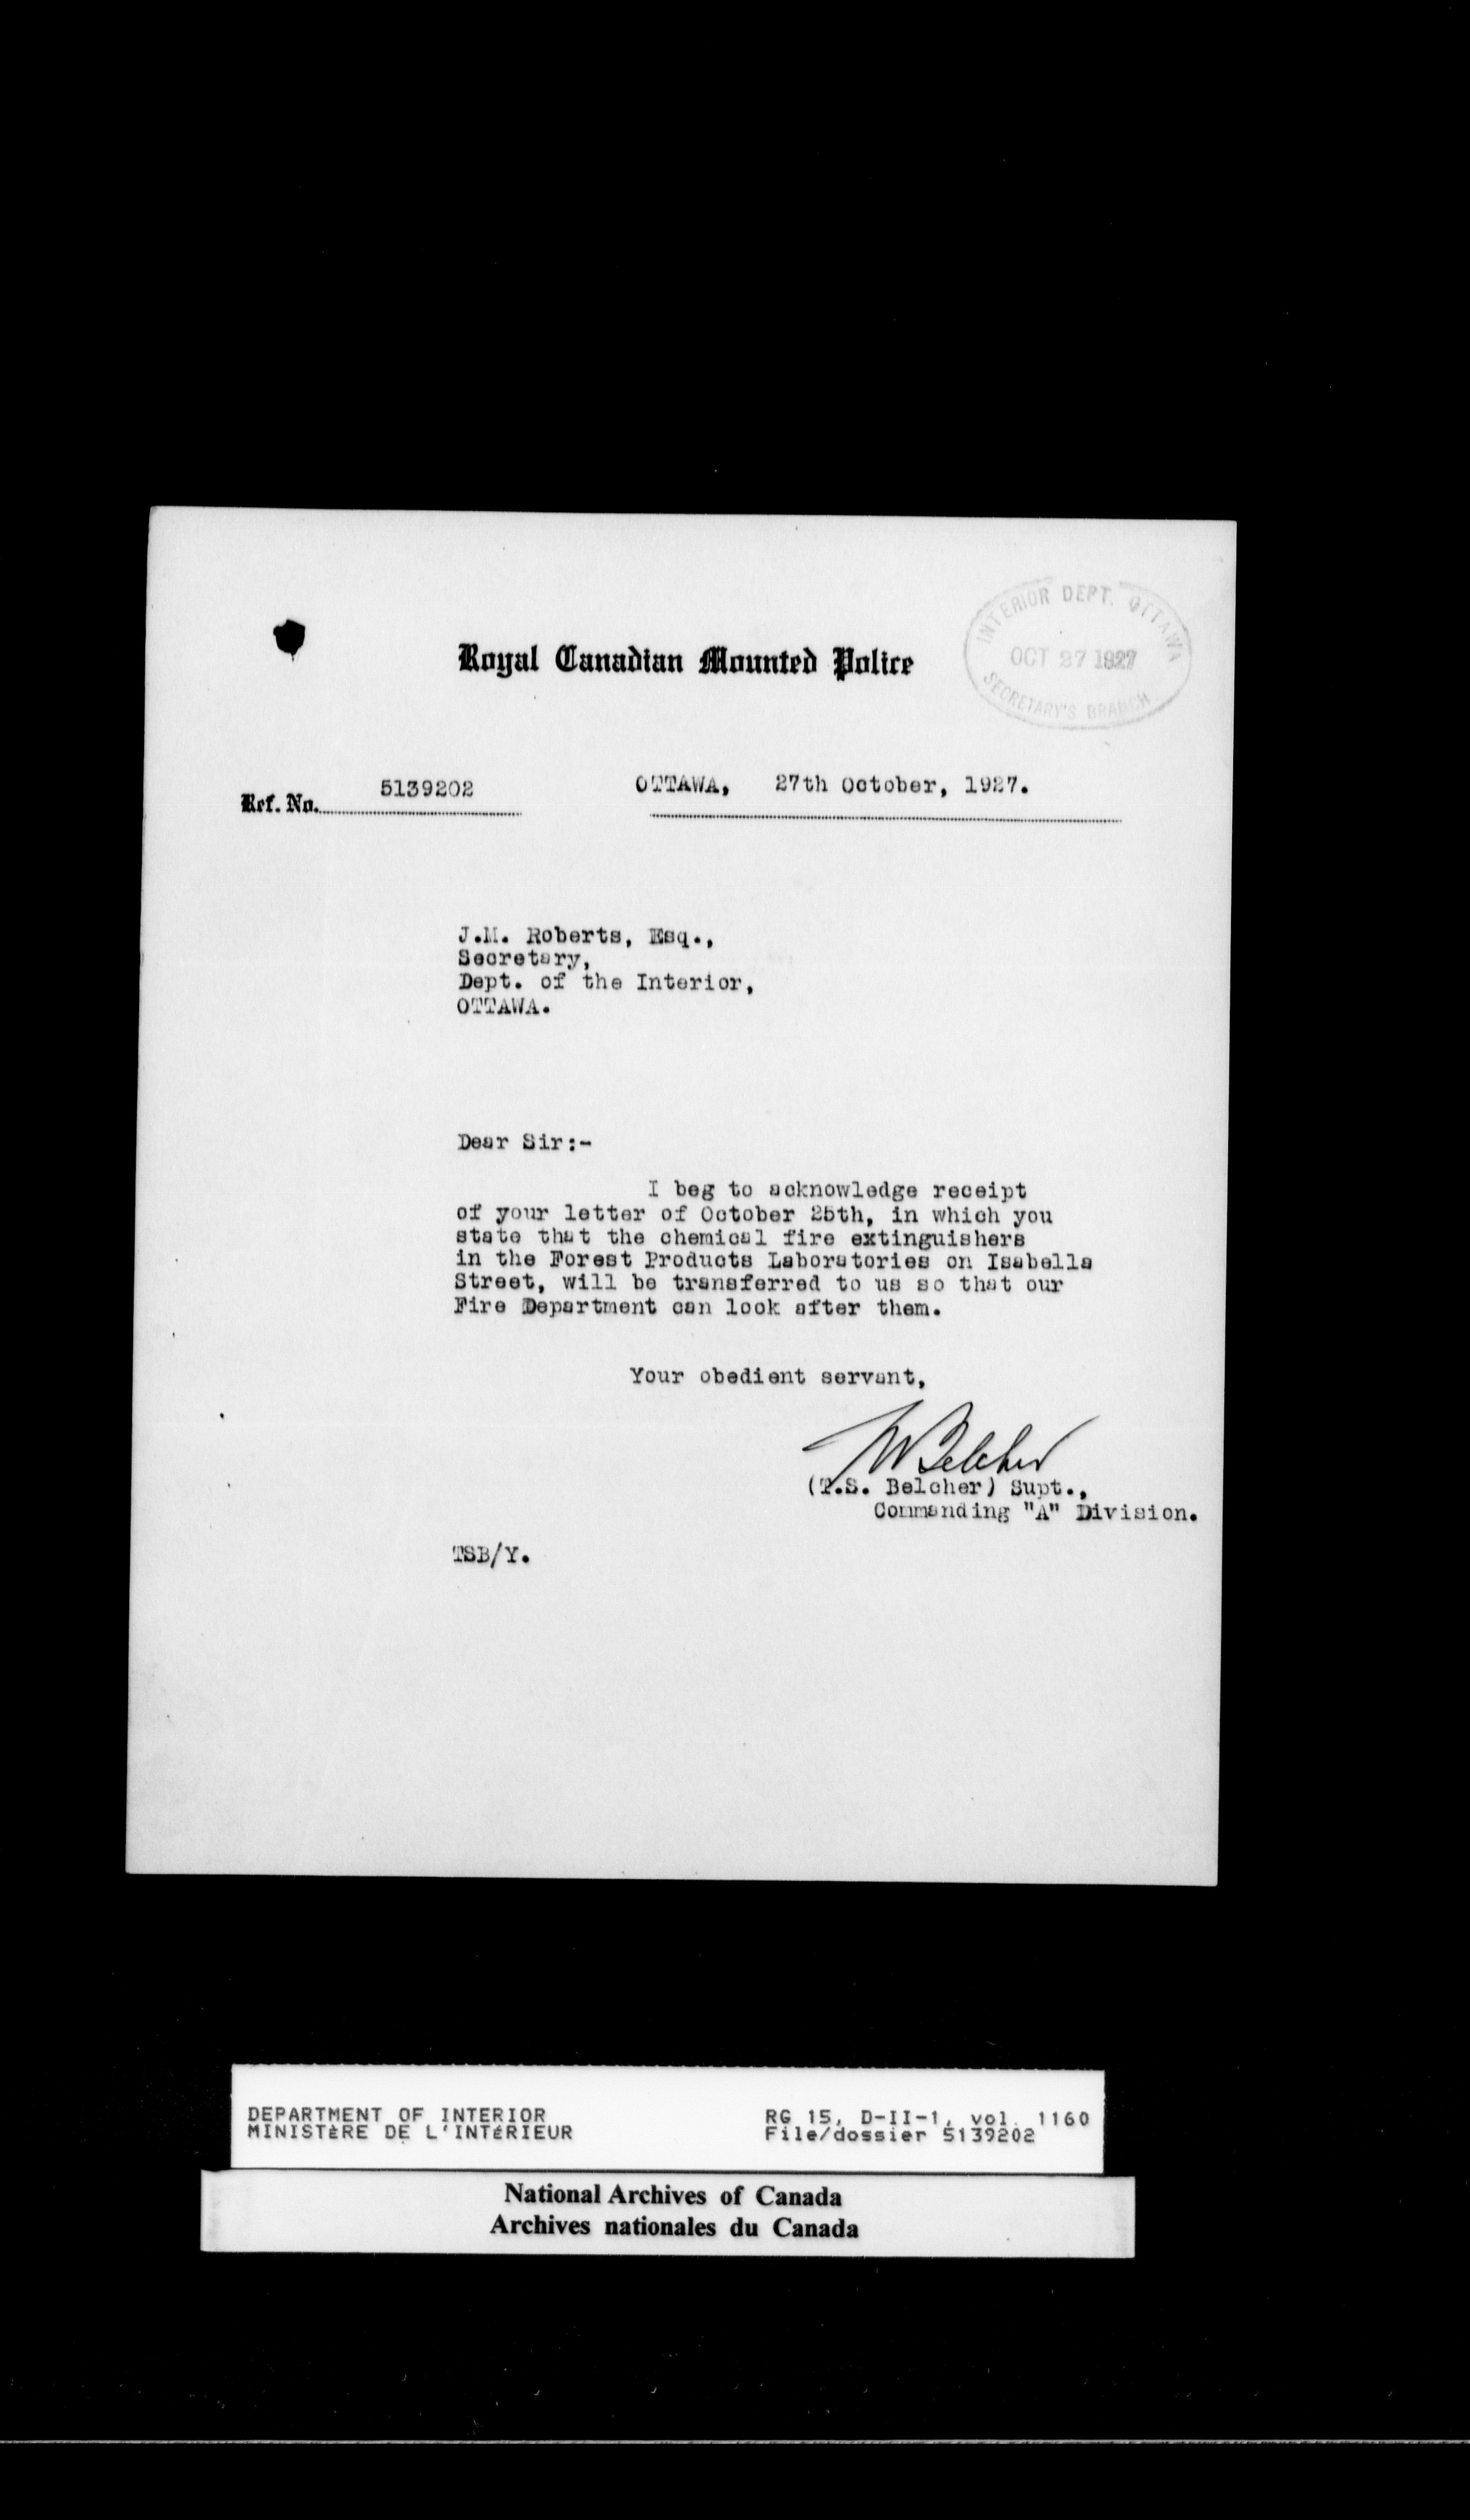 INTERIOR DEPT. OTTAWA
OCT 27 1927
SECRETARY'S BRANCH
Royal Canadian Mounted Police
Ref. No. 5139202 OTTAWA, 27th October, 1927.
J.M. Roberts, Esq.,
Secretary,
Dept. of the Interior,
OTTAWA.
Dear Sir:-
I beg to acknowledge receipt
of your letter of October 25th, in which you
state that the chemical fire extinguishers
in the Forest Products Laboratories on Isabella
Street, will be transferred to us so that our
Fire Department can look after them.
Your obedient servant,
Belcher
(T.S. Belcher) Supt.,
Commanding "A" Division.
TSB/Y.
DEPARTMENT OF INTERIOR RG 15, D-II-1, vol. 1160
MINISTÈRE DE L'INTÉRIEUR File/dossier 5139202
National Archives of Canada
Archives nationales du Canada